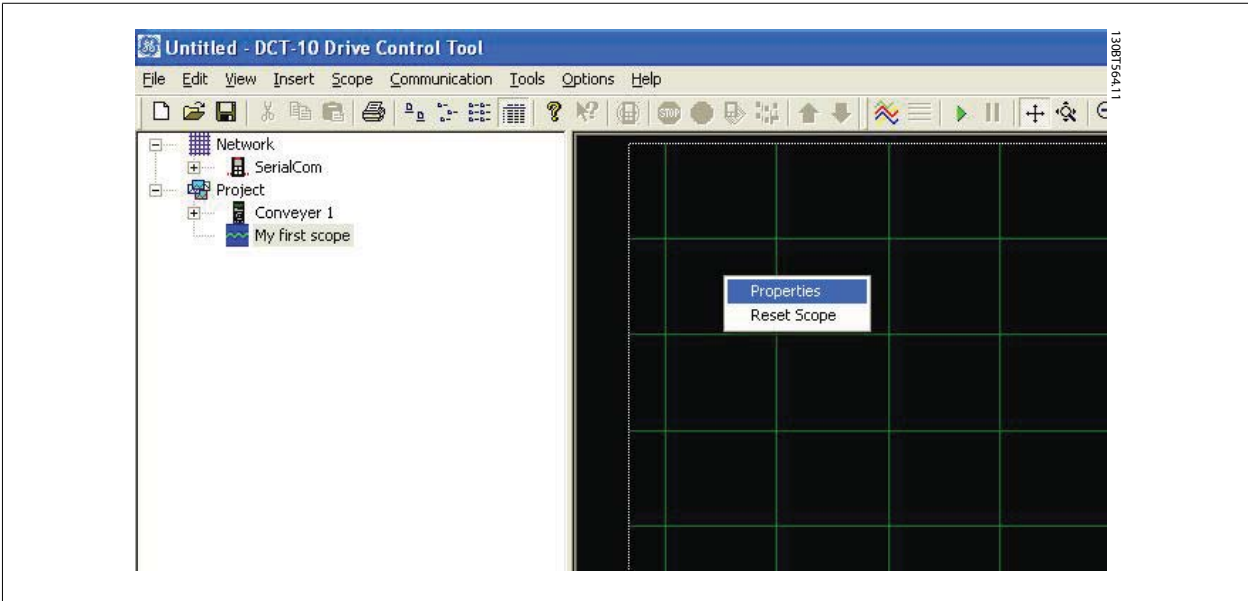 Untitled - DCT-10 Drive Control Tool
File Edit View Insert Scope Communication Tools Options Help
STOP
Network
SerialCom
Project
Conveyer 1
My first scope
Properties
Reset Scope
130BT564.11